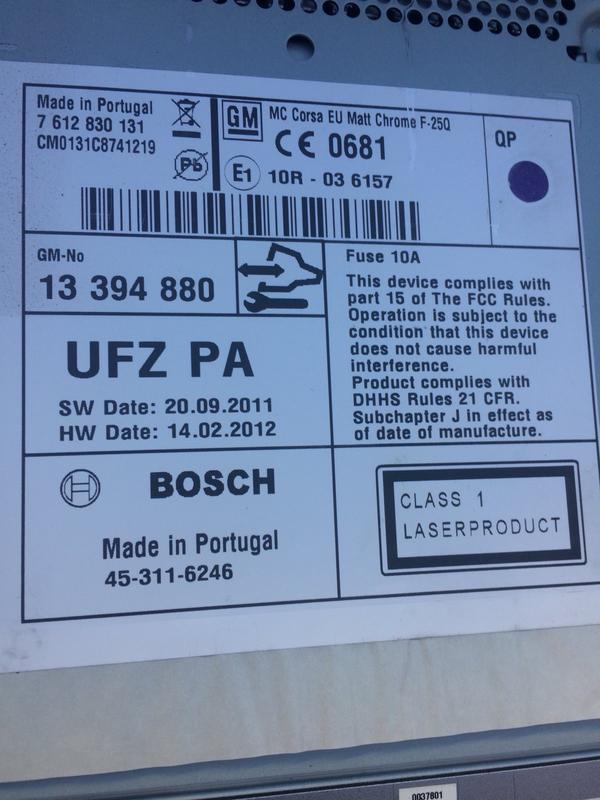 Made in Portugal
7 612 830 131
CM0131C8741219
Pb
GM
MC Corsa EU Matt Chrome F-25Q
CE 0681
E1 10R - 03 6157
QP
GM-No
13 394 880
Fuse 10A
This device complies with
part 15 of The FCC Rules.
Operation is subject to the
condition that this device
does not cause harmful
interference.
Product complies with
DHHS Rules 21 CFR.
Subchapter J in effect as
of date of manufacture.
UFZ PA
SW Date: 20.09.2011
HW Date: 14.02.2012
BOSCH
Made in Portugal
45-311-6246
CLASS 1
LASERPRODUCT
0037801